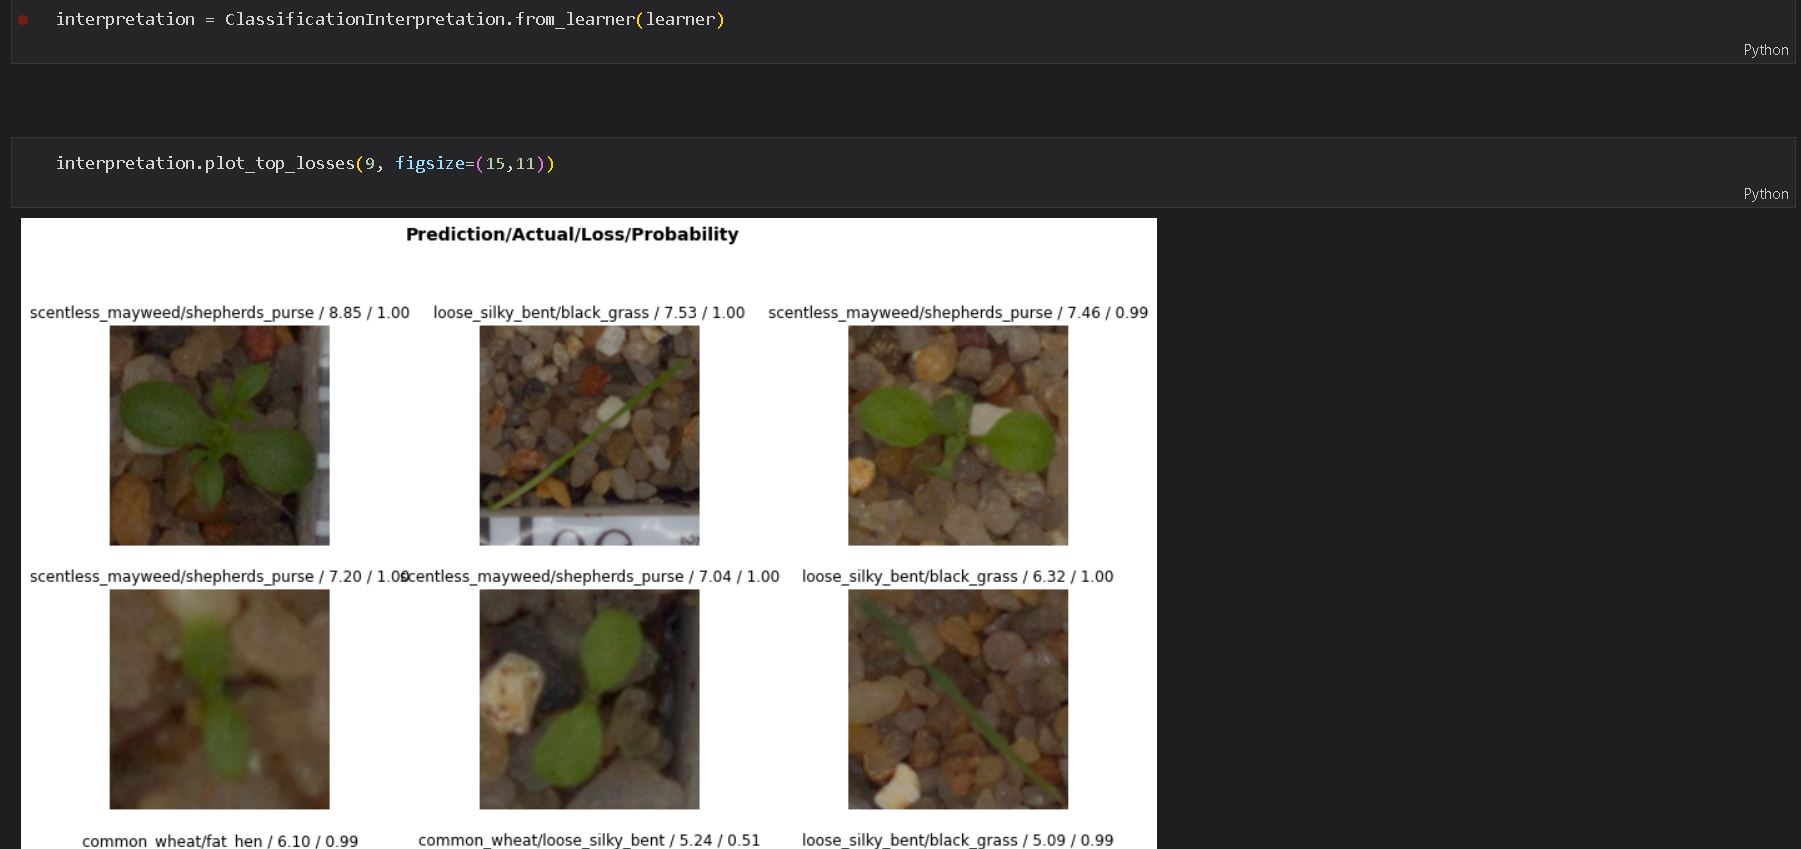 interpretation = ClassificationInterpretation.from_learner(learner)
Python
interpretation.plot_top_losses(9, figsize=(15,11))
Python
Prediction/Actual/Loss/Probability
scentless_mayweed/shepherds_purse / 8.85 / 1.00
loose_silky_bent/black_grass / 7.53 / 1.00
scentless_mayweed/shepherds_purse / 7.46 / 0.99
scentless_mayweed/shepherds_purse / 7.20 / 1.00
scentless_mayweed/shepherds_purse / 7.04 / 1.00
loose_silky_bent/black_grass / 6.32 / 1.00
common_wheat/fat_hen / 6.10 / 0.99
common_wheat/loose_silky_bent / 5.24 / 0.51
loose_silky_bent/black_grass / 5.09 / 0.99